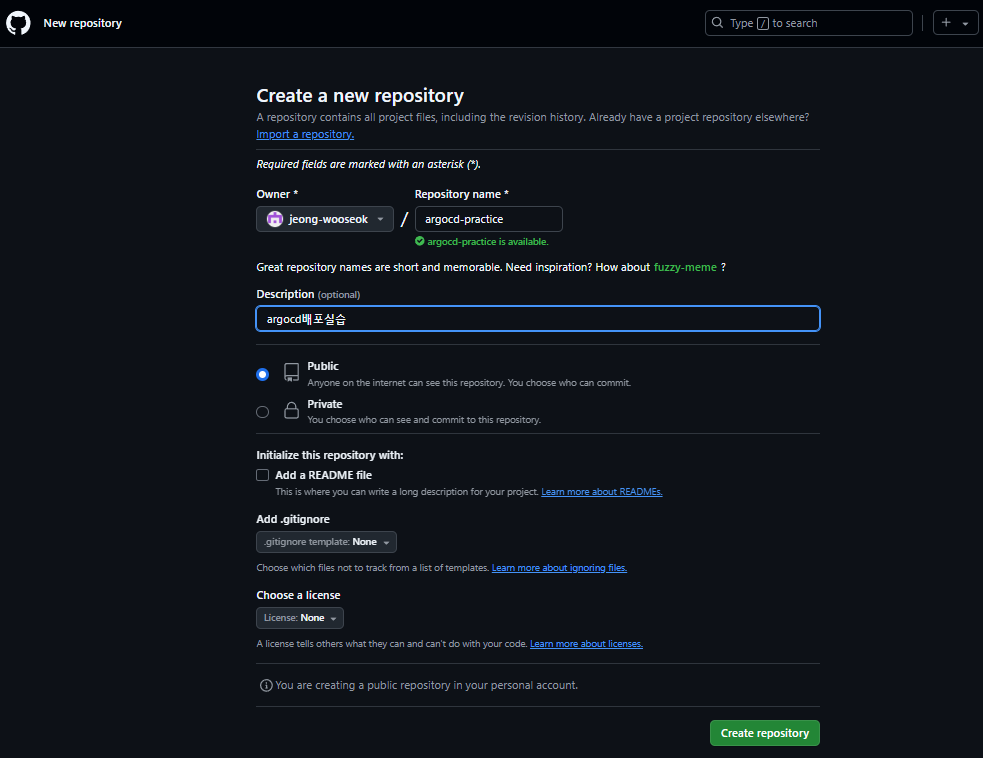 New repository
Type / to search
Create a new repository
A repository contains all project files, including the revision history. Already have a project repository elsewhere?
Import a repository.
Required fields are marked with an asterisk (*).
Owner * Repository name *
jeong-wooseok / argocd-practice
argocd-practice is available.
Great repository names are short and memorable. Need inspiration? How about fuzzy-meme ?
Description (optional)
argocd배포실습
Public
Anyone on the internet can see this repository. You choose who can commit.
Private
You choose who can see and commit to this repository.
Initialize this repository with:
Add a README file
This is where you can write a long description for your project. Learn more about READMEs.
Add .gitignore
.gitignore template: None
Choose which files not to track from a list of templates. Learn more about ignoring files.
Choose a license
License: None
A license tells others what they can and can't do with your code. Learn more about licenses.
You are creating a public repository in your personal account.
Create repository